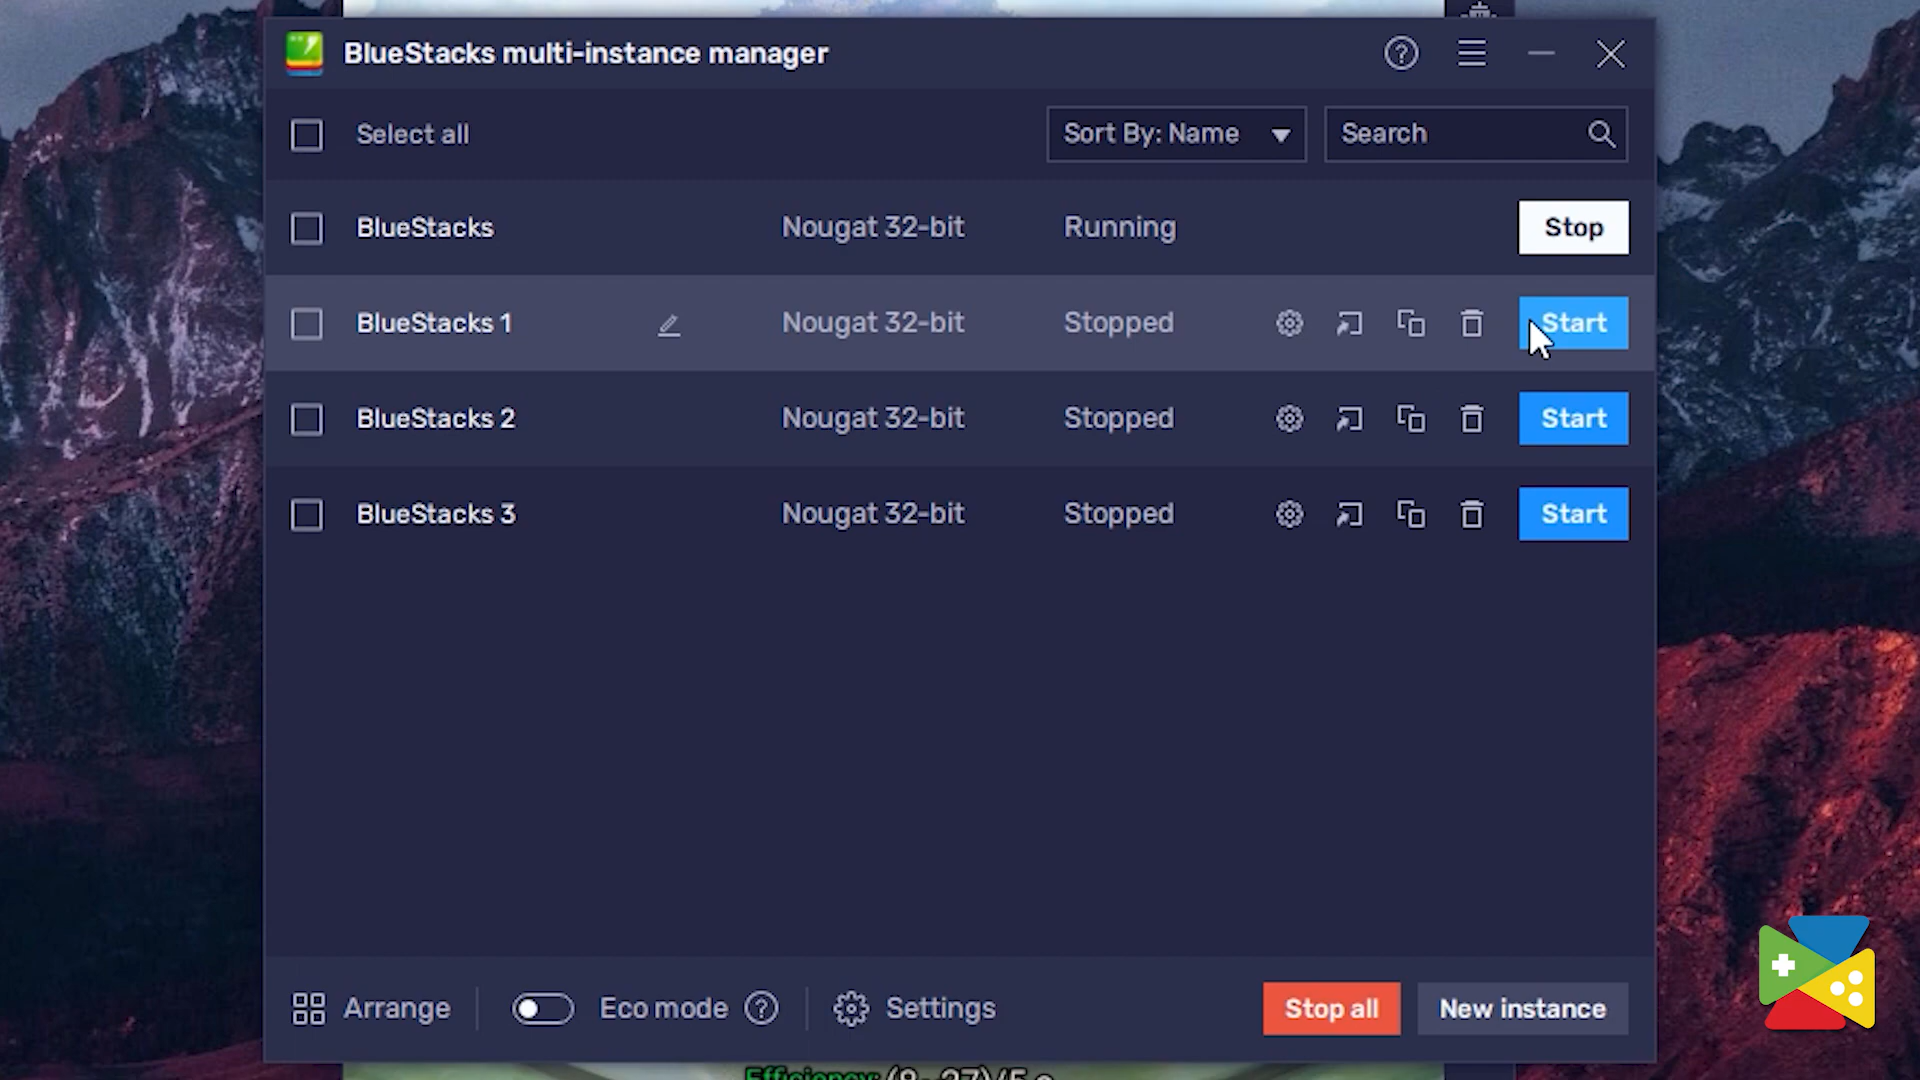 BlueStacks multi-instance manager
Select all
Sort By: Name
Search
BlueStacks Nougat 32-bit Running Stop
BlueStacks 1 Nougat 32-bit Stopped Start
BlueStacks 2 Nougat 32-bit Stopped Start
BlueStacks 3 Nougat 32-bit Stopped Start
Arrange Eco mode Settings Stop all New instance
Efficiency: